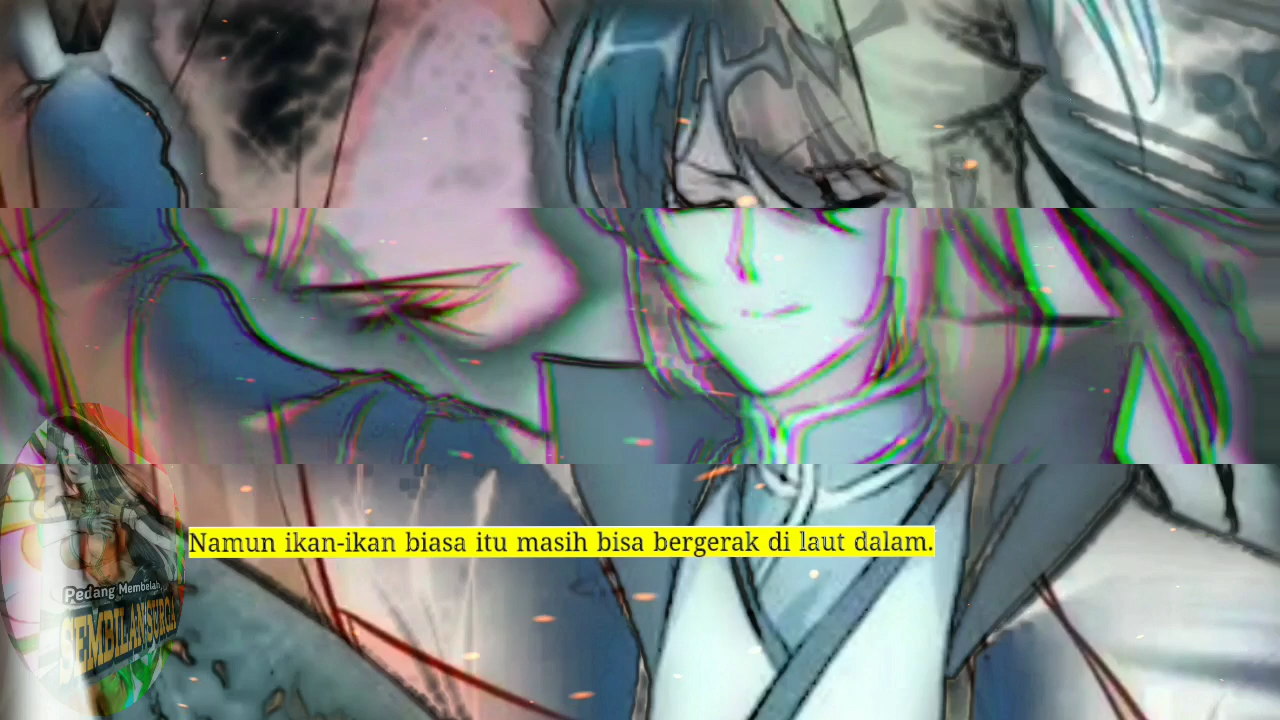 Namun ikan-ikan biasa itu masih bisa bergerak di laut dalam.
Pedang Membelah
SEMBILAN SURGA